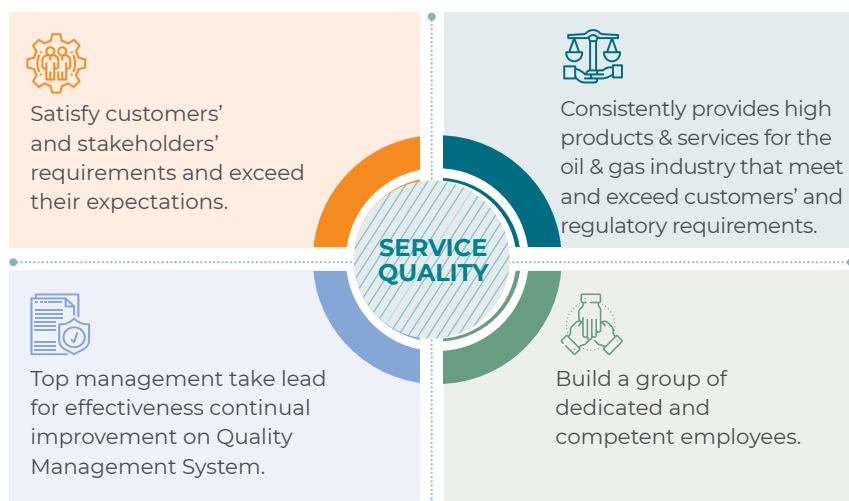 Satisfy customers’
and stakeholders’
requirements and exceed
their expectations.
Consistently provides high
products & services for the
oil & gas industry that meet
and exceed customers’ and
regulatory requirements.
SERVICE
QUALITY
Top management take lead
for effectiveness continual
improvement on Quality
Management System.
Build a group of
dedicated and
competent employees.